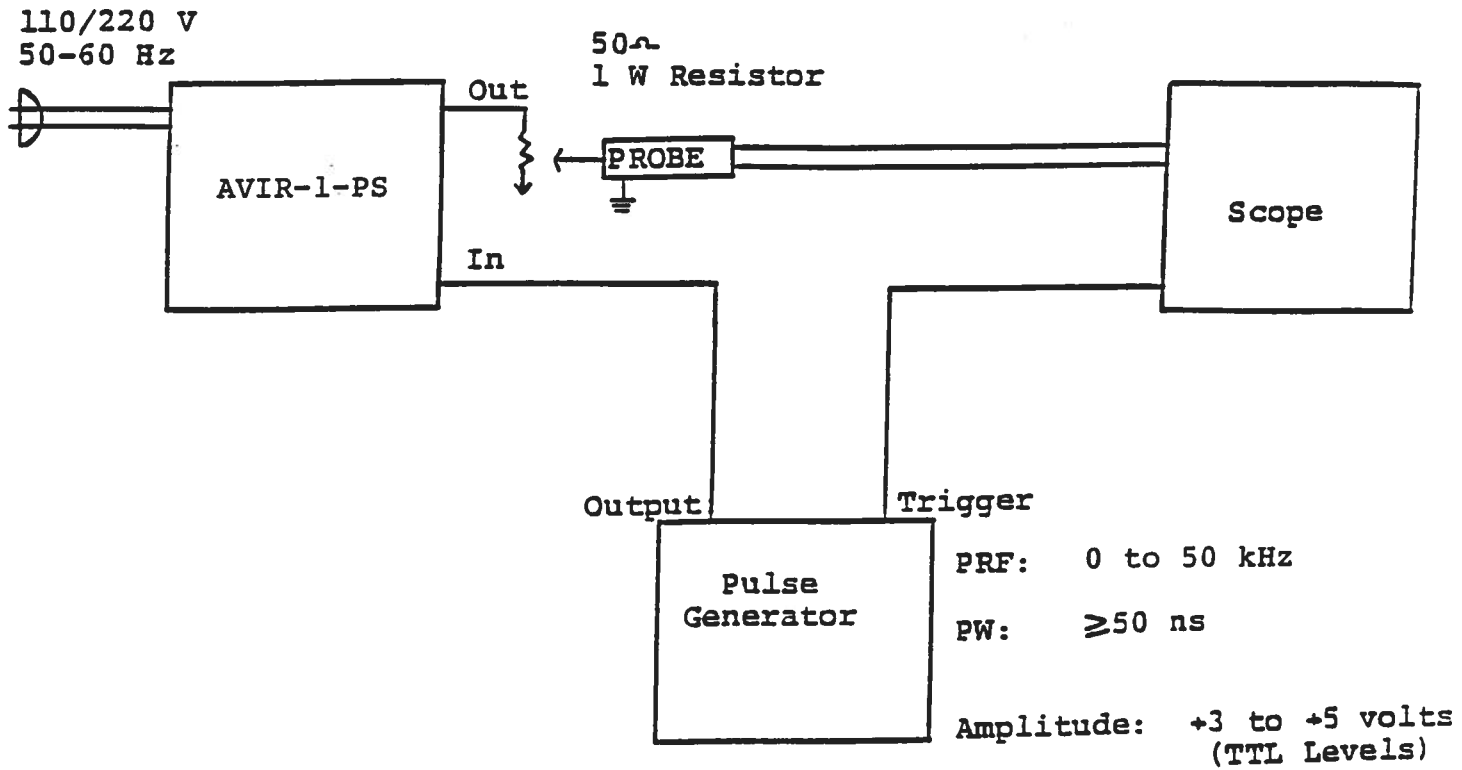 110/220 V
50-60 Hz
50Ω
1 W Resistor
Out
PROBE
AVIR-1-PS
Scope
In
Output
Trigger
Pulse
Generator
PRF: 0 to 50 kHz
PW: ≥50 ns
Amplitude: +3 to +5 volts
(TTL Levels)